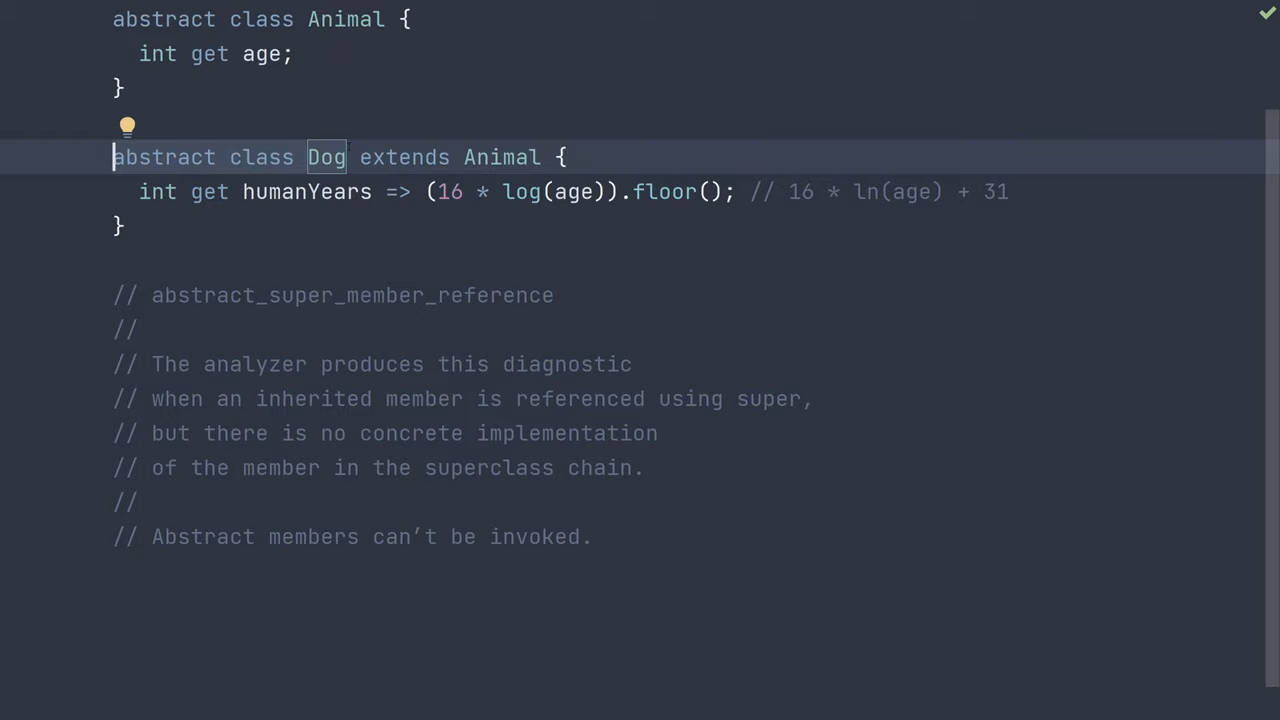 abstract class Animal {
  int get age;
}
abstract class Dog extends Animal {
  int get humanYears => (16 * log(age)).floor(); // 16 * ln(age) + 31
}
// abstract_super_member_reference
//
// The analyzer produces this diagnostic
// when an inherited member is referenced using super,
// but there is no concrete implementation
// of the member in the superclass chain.
//
// Abstract members can’t be invoked.